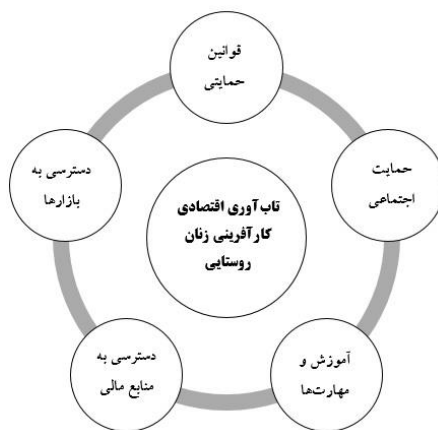 قوانین
حمایتی
حمایت
اجتماعی
دسترسی به
بازارها
تاب‌آوری اقتصادی
کارآفرینی زنان
روستایی
آموزش و
مهارت‌ها
دسترسی به
منابع مالی